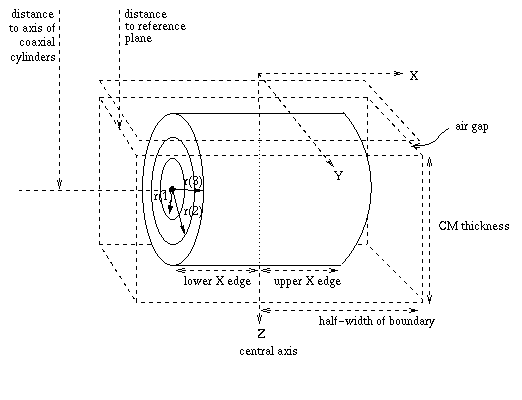 distance
to axis of
coaxial
cylinders
distance
to reference
plane
X
air gap
Y
r(3)
r(1)
r(2)
CM thickness
lower X edge
upper X edge
half-width of boundary
Z
central axis